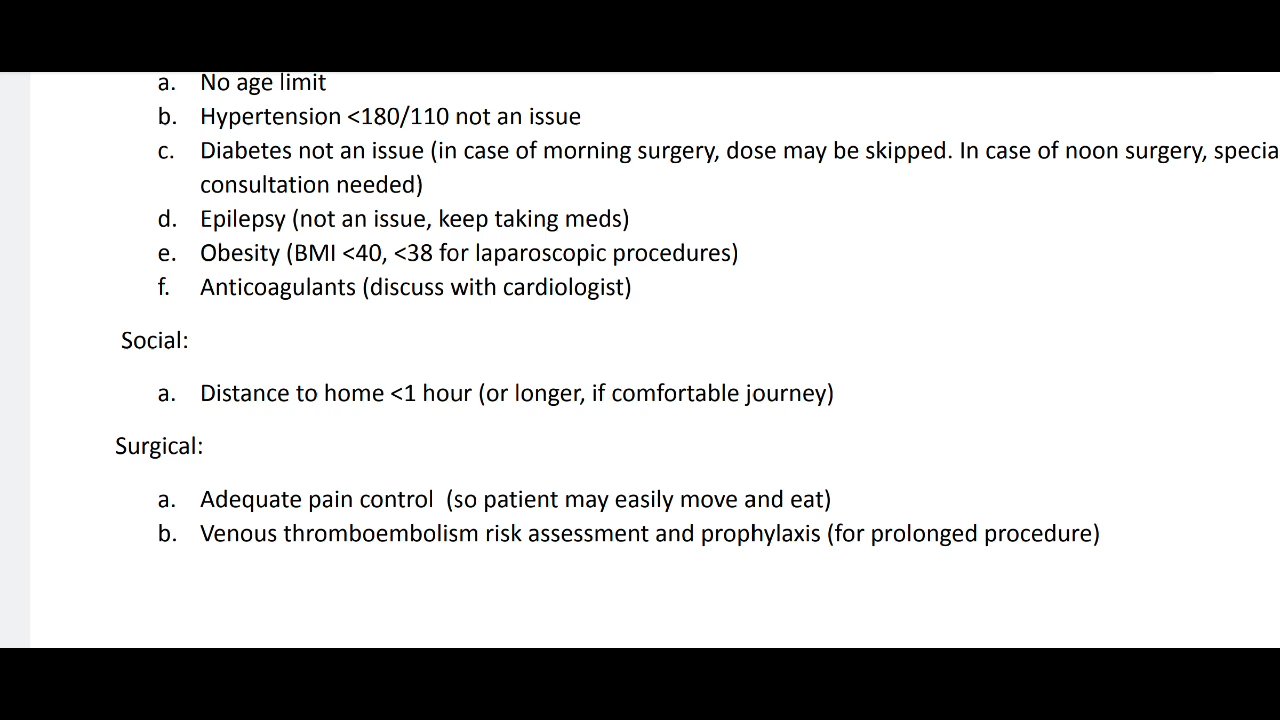 a. No age limit
b. Hypertension <180/110 not an issue
c. Diabetes not an issue (in case of morning surgery, dose may be skipped. In case of noon surgery, specia
consultation needed)
d. Epilepsy (not an issue, keep taking meds)
e. Obesity (BMI <40, <38 for laparoscopic procedures)
f. Anticoagulants (discuss with cardiologist)
Social:
a. Distance to home <1 hour (or longer, if comfortable journey)
Surgical:
a. Adequate pain control  (so patient may easily move and eat)
b. Venous thromboembolism risk assessment and prophylaxis (for prolonged procedure)